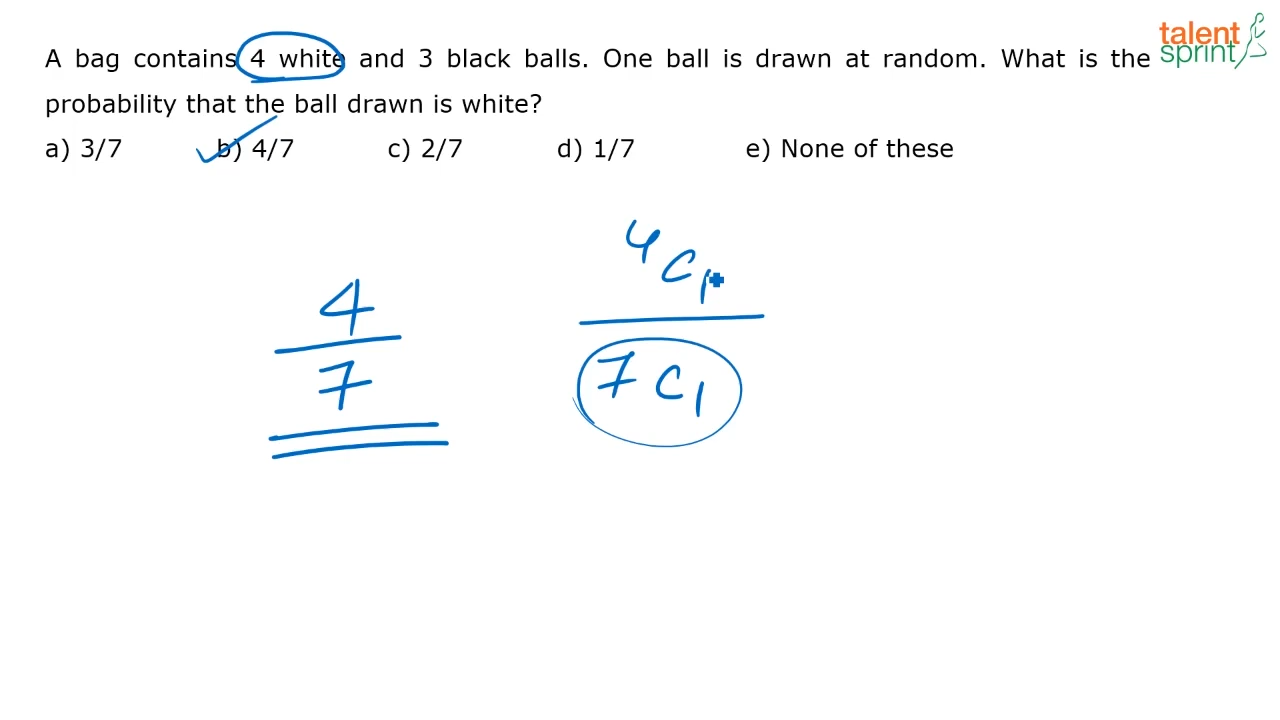 talent
sprint
A bag contains 4 white and 3 black balls. One ball is drawn at random. What is the
probability that the ball drawn is white?
a) 3/7 b) 4/7 c) 2/7 d) 1/7 e) None of these
4
7
4C1
7C1